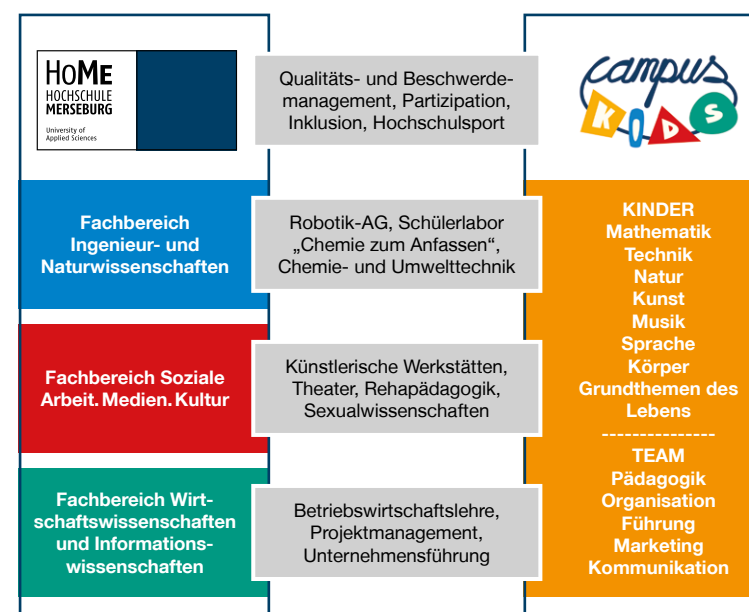 HOME
HOCHSCHULE
MERSEBURG
University of
Applied Sciences
Qualitäts- und Beschwerde-
management, Partizipation,
Inklusion, Hochschulsport
campus
KIDS
Fachbereich
Ingenieur- und
Naturwissenschaften
Robotik-AG, Schülerlabor
„Chemie zum Anfassen“,
Chemie- und Umwelttechnik
Fachbereich Soziale
Arbeit. Medien. Kultur
Künstlerische Werkstätten,
Theater, Rehapädagogik,
Sexualwissenschaften
Fachbereich Wirt-
schaftswissenschaften
und Informations-
wissenschaften
Betriebswirtschaftslehre,
Projektmanagement,
Unternehmensführung
KINDER
Mathematik
Technik
Natur
Kunst
Musik
Sprache
Körper
Grundthemen des
Lebens
---------------
TEAM
Pädagogik
Organisation
Führung
Marketing
Kommunikation